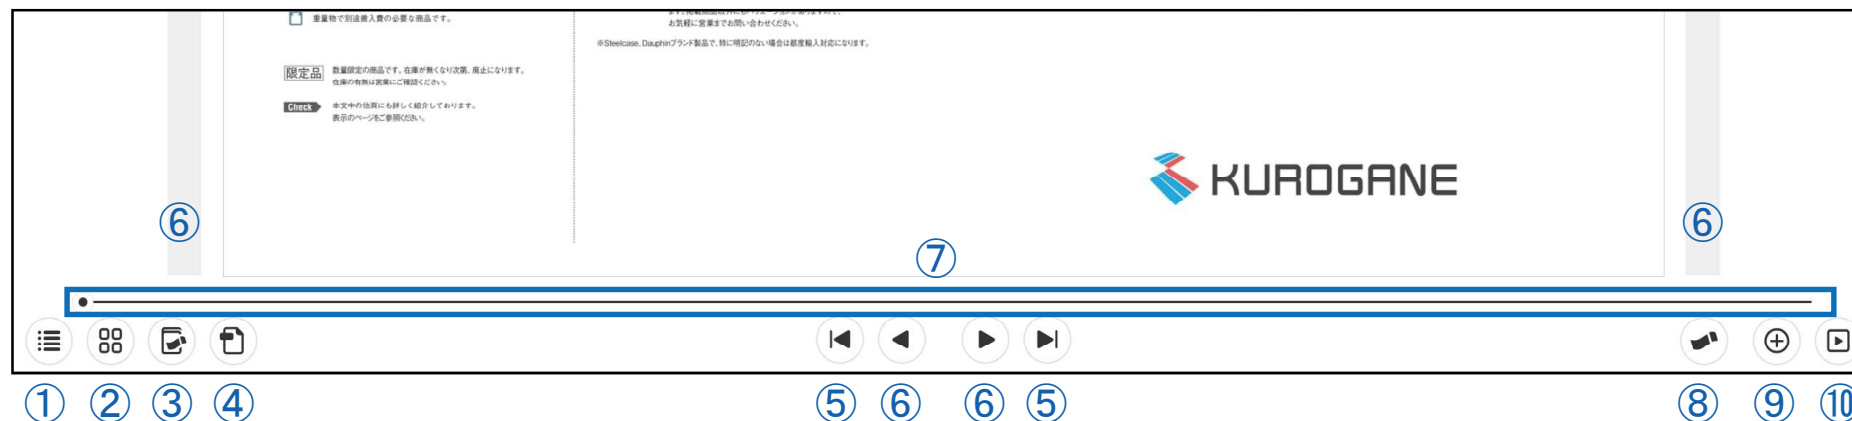 重量物で別途搬入費の必要な商品です。
お気軽に営業までお問い合わせください。
※Steelcase、Dauphinブランド製品で、特に明記のない場合は都度輸入対応になります。
限定品
数量限定の商品です。在庫が無くなり次第、廃止になります。
在庫の有無は営業にご確認ください。
Check
本文中の他頁にも詳しく紹介しております。
表示のページをご参照ください。
KUROGANE
⑥
⑥
⑦
① ② ③ ④ ⑤ ⑥ ⑥ ⑤ ⑧ ⑨ ⑩